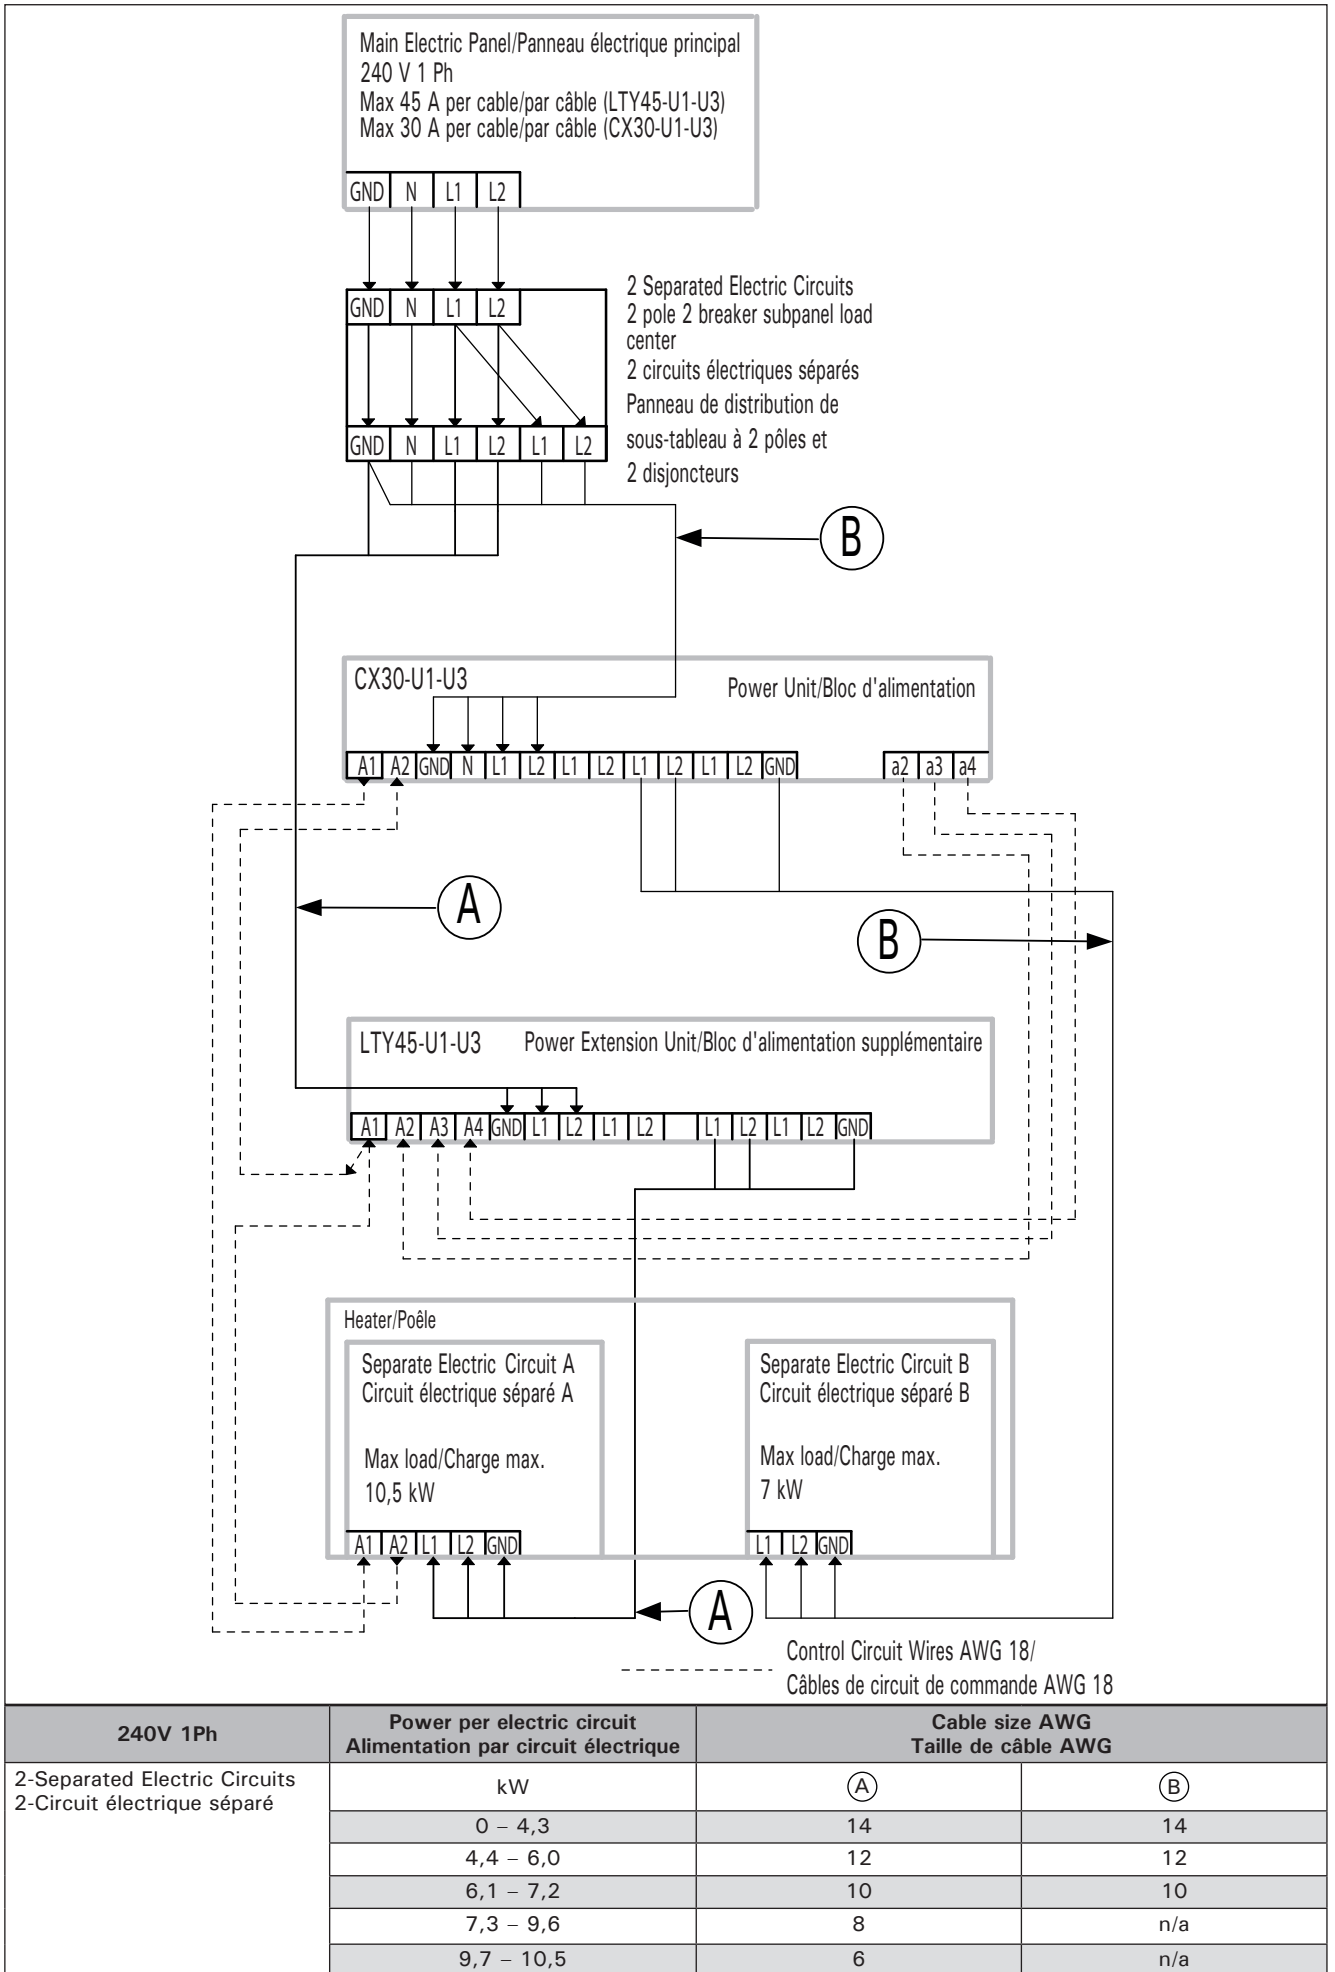 Main Electric Panel/Panneau électrique principal
240 V 1 Ph
Max 45 A per cable/par câble (LTY45-U1-U3)
Max 30 A per cable/par câble (CX30-U1-U3)
GND N L1 L2
GND N L1 L2
GND N L1 L2 L1 L2
2 Separated Electric Circuits
2 pole 2 breaker subpanel load
center
2 circuits électriques séparés
Panneau de distribution de
sous-tableau à 2 pôles et
2 disjoncteurs
B
CX30-U1-U3
Power Unit/Bloc d'alimentation
A1 A2 GND N L1 L2 L1 L2 L1 L2 L1 L2 GND
a2 a3 a4
A
B
LTY45-U1-U3
Power Extension Unit/Bloc d'alimentation supplémentaire
A1 A2 A3 A4 GND L1 L2 L1 L2 L1 L2 L1 L2 GND
Heater/Poêle
Separate Electric Circuit A
Circuit électrique séparé A
Max load/Charge max.
10,5 kW
A1 A2 L1 L2 GND
Separate Electric Circuit B
Circuit électrique séparé B
Max load/Charge max.
7 kW
L1 L2 GND
A
Control Circuit Wires AWG 18/
Câbles de circuit de commande AWG 18
240V 1Ph
Power per electric circuit
Alimentation par circuit électrique
Cable size AWG
Taille de câble AWG
2-Separated Electric Circuits
2-Circuit électrique séparé
kW A B
0 – 4,3 14 14
4,4 – 6,0 12 12
6,1 – 7,2 10 10
7,3 – 9,6 8 n/a
9,7 – 10,5 6 n/a